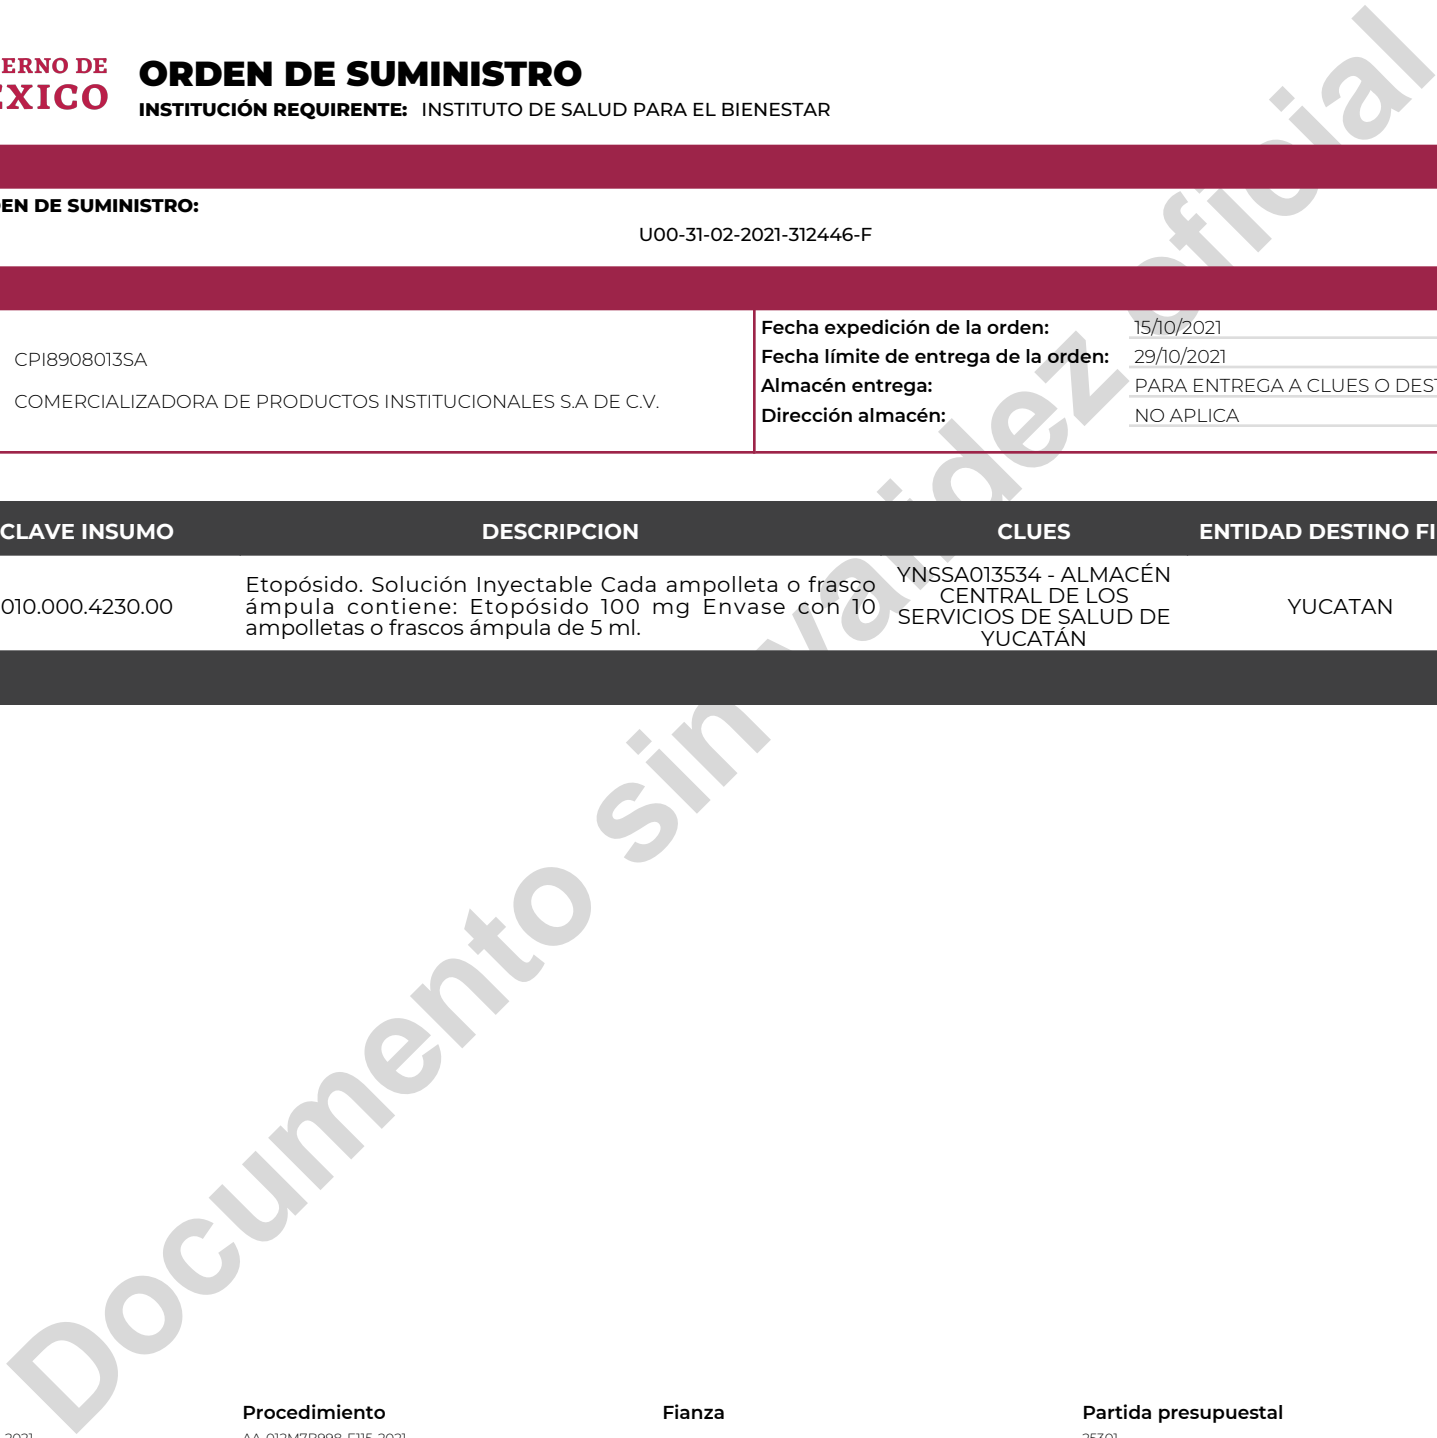 ERNO DE
ORDEN DE SUMINISTRO
INSTITUCIÓN REQUIRENTE: INSTITUTO DE SALUD PARA EL BIENESTAR
EN DE SUMINISTRO:
U00-31-02-2021-312446-F
CPI8908013SA
COMERCIALIZADORA DE PRODUCTOS INSTITUCIONALES S.A DE C.V.
Fecha expedición de la orden: 15/10/2021
Fecha límite de entrega de la orden: 29/10/2021
Almacén entrega: PARA ENTREGA A CLUES O DEST
Dirección almacén: NO APLICA
CLAVE INSUMO DESCRIPCION CLUES ENTIDAD DESTINO FI
010.000.4230.00
Etopósido. Solución Inyectable Cada ampolleta o frasco
ámpula contiene: Etopósido 100 mg Envase con 10
ampolletas o frascos ámpula de 5 ml.
YNSSA013534 - ALMACÉN
CENTRAL DE LOS
SERVICIOS DE SALUD DE
YUCATÁN
YUCATAN
Documento sin validez oficial
Procedimiento Fianza Partida presupuestal